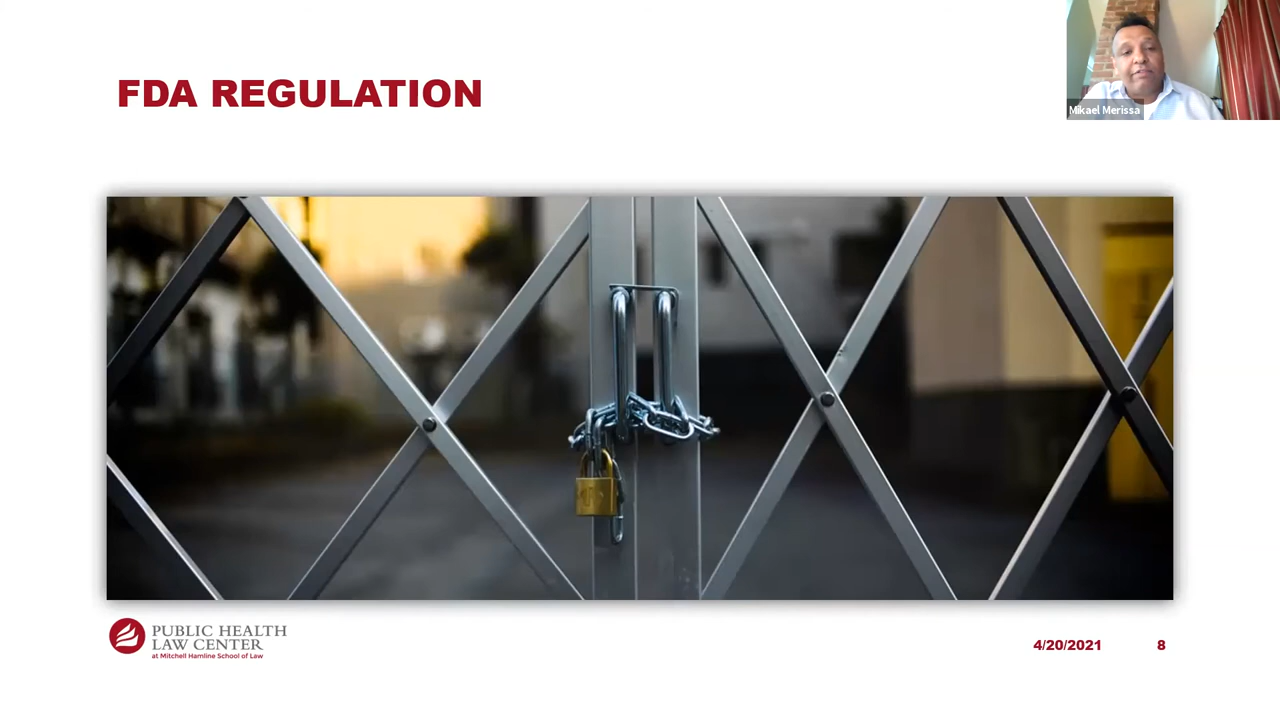 FDA REGULATION
Mikael Merissa
PUBLIC HEALTH
LAW CENTER
at Mitchell Hamline School of Law
4/20/2021
8